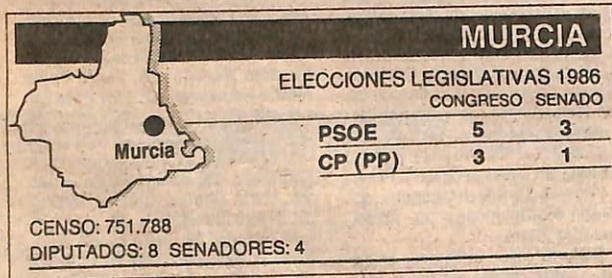 MURCIA
ELECCIONES LEGISLATIVAS 1986
CONGRESO SENADO
PSOE 5 3
CP (PP) 3 1
Murcia
CENSO: 751.788
DIPUTADOS: 8 SENADORES: 4